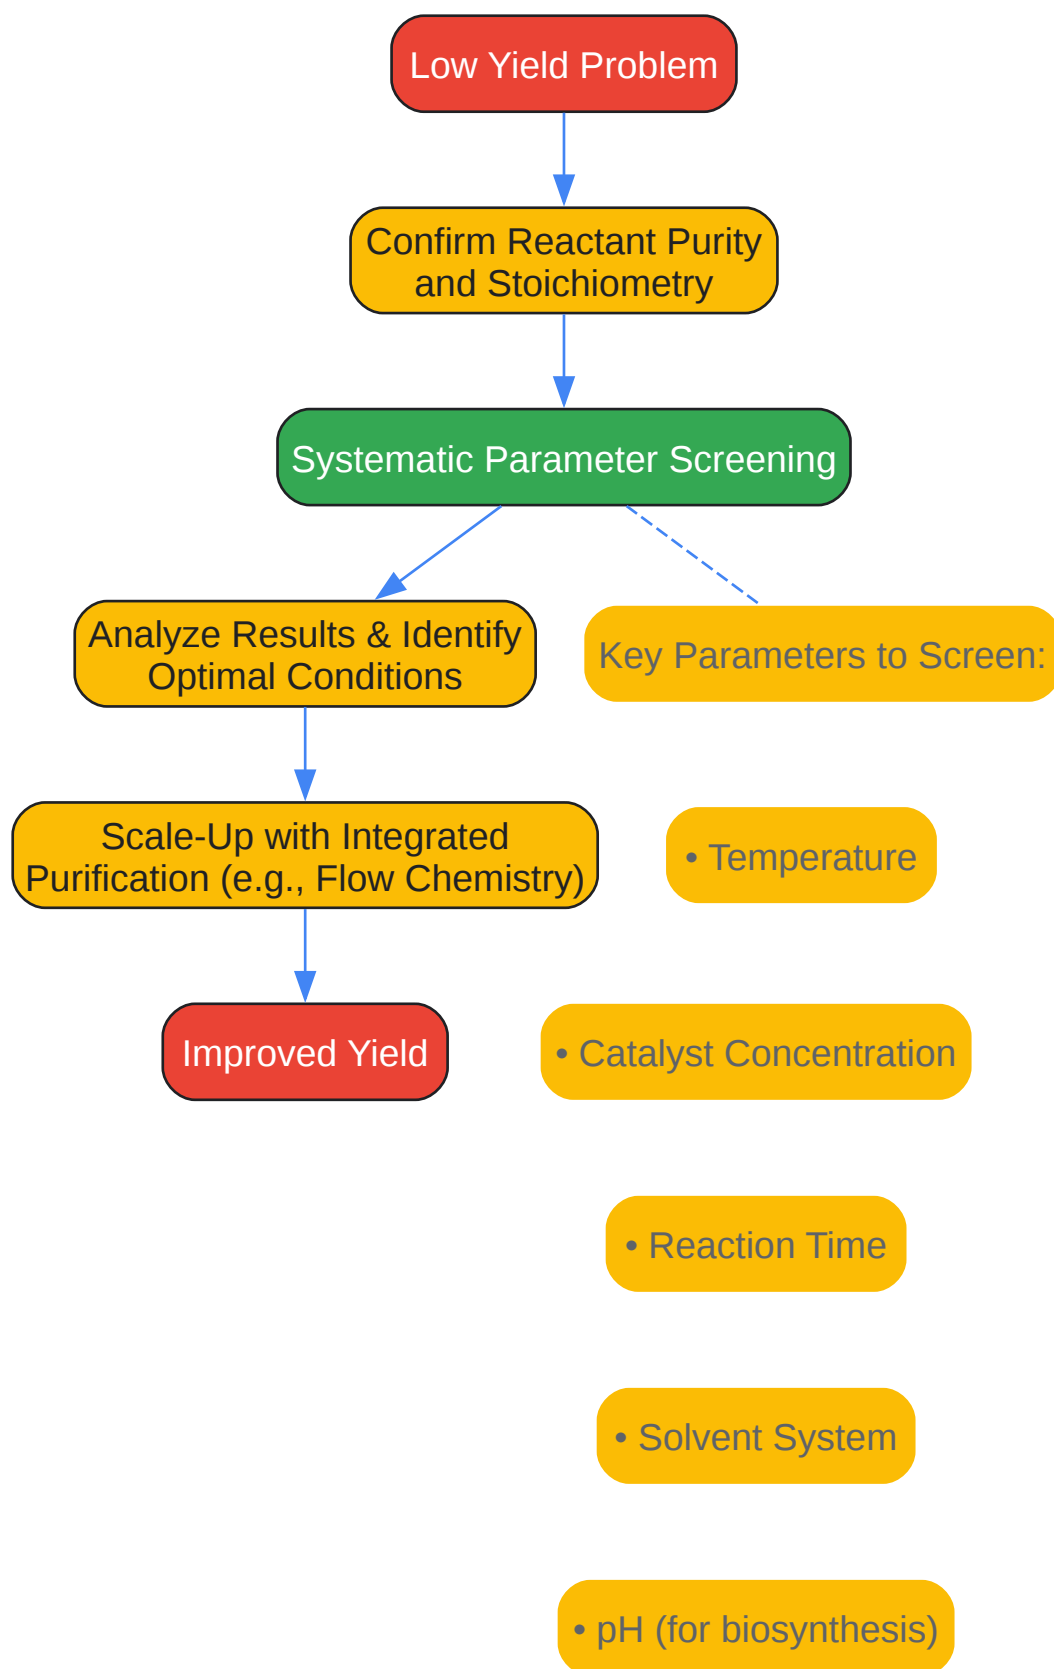 Low Yield Problem
Confirm Reactant Purity
and Stoichiometry
Systematic Parameter Screening
Analyze Results & Identify
Optimal Conditions
Key Parameters to Screen:
Scale-Up with Integrated
Purification (e.g., Flow Chemistry)
• Temperature
Improved Yield
• Catalyst Concentration
• Reaction Time
• Solvent System
• pH (for biosynthesis)